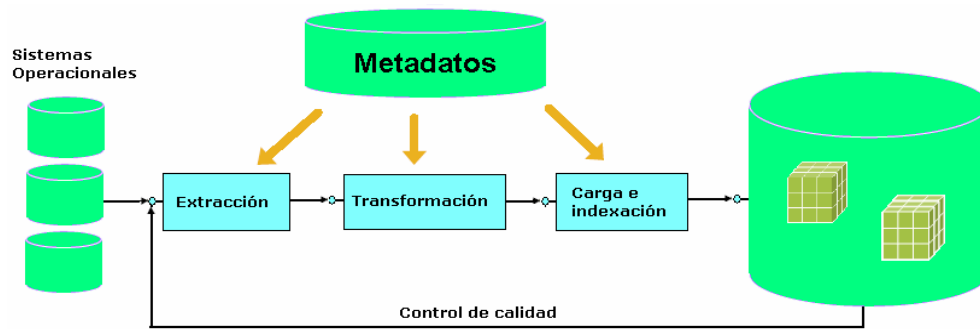 Metadatos
Sistemas
Operacionales
Extracción
Transformación
Carga e
indexación
Control de calidad